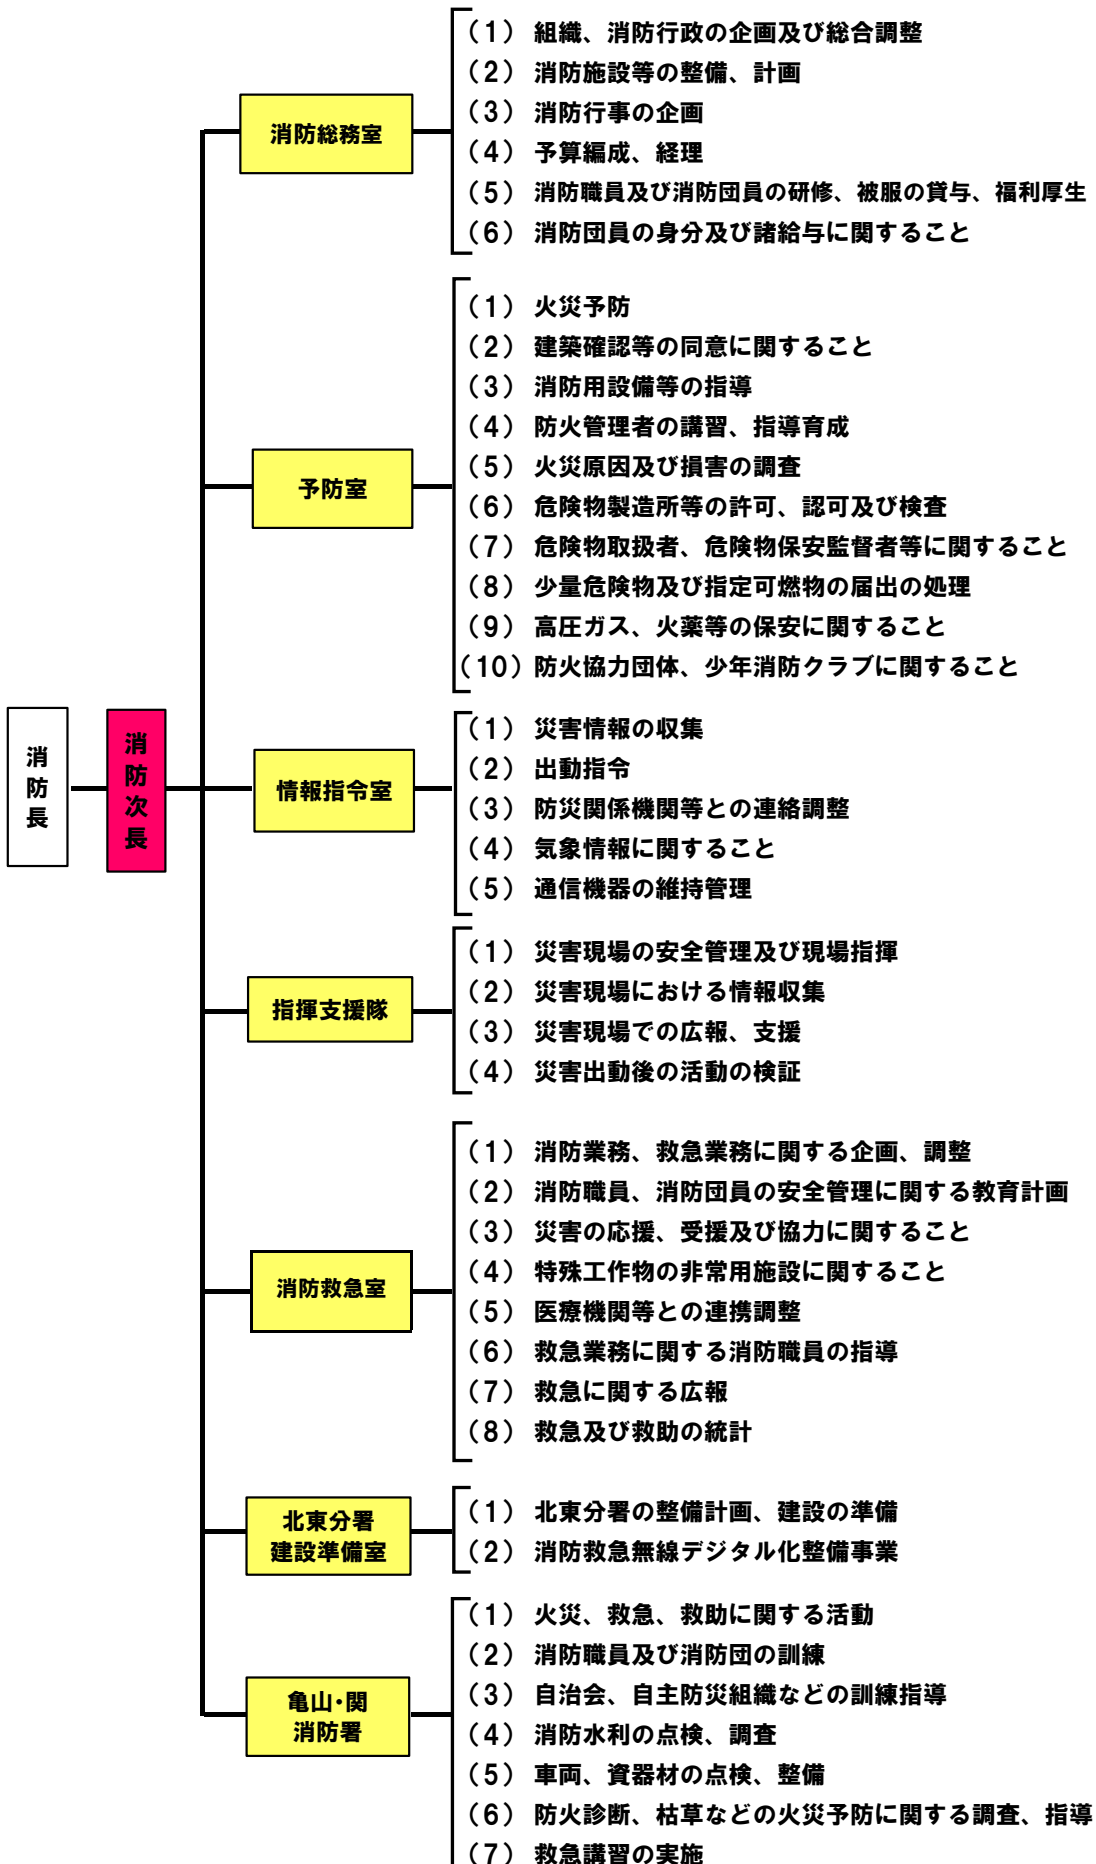 消防長
消防次長
消防総務室
（1） 組織、消防行政の企画及び総合調整
（2） 消防施設等の整備、計画
（3） 消防行事の企画
（4） 予算編成、経理
（5） 消防職員及び消防団員の研修、被服の貸与、福利厚生
（6） 消防団員の身分及び諸給与に関すること
予防室
（1） 火災予防
（2） 建築確認等の同意に関すること
（3） 消防用設備等の指導
（4） 防火管理者の講習、指導育成
（5） 火災原因及び損害の調査
（6） 危険物製造所等の許可、認可及び検査
（7） 危険物取扱者、危険物保安監督者等に関すること
（8） 少量危険物及び指定可燃物の届出の処理
（9） 高圧ガス、火薬等の保安に関すること
（10） 防火協力団体、少年消防クラブに関すること
情報指令室
（1） 災害情報の収集
（2） 出動指令
（3） 防災関係機関等との連絡調整
（4） 気象情報に関すること
（5） 通信機器の維持管理
指揮支援隊
（1） 災害現場の安全管理及び現場指揮
（2） 災害現場における情報収集
（3） 災害現場での広報、支援
（4） 災害出動後の活動の検証
消防救急室
（1） 消防業務、救急業務に関する企画、調整
（2） 消防職員、消防団員の安全管理に関する教育計画
（3） 災害の応援、受援及び協力に関すること
（4） 特殊工作物の非常用施設に関すること
（5） 医療機関等との連携調整
（6） 救急業務に関する消防職員の指導
（7） 救急に関する広報
（8） 救急及び救助の統計
北東分署
建設準備室
（1） 北東分署の整備計画、建設の準備
（2） 消防救急無線デジタル化整備事業
亀山・関
消防署
（1） 火災、救急、救助に関する活動
（2） 消防職員及び消防団の訓練
（3） 自治会、自主防災組織などの訓練指導
（4） 消防水利の点検、調査
（5） 車両、資器材の点検、整備
（6） 防火診断、枯草などの火災予防に関する調査、指導
（7） 救急講習の実施